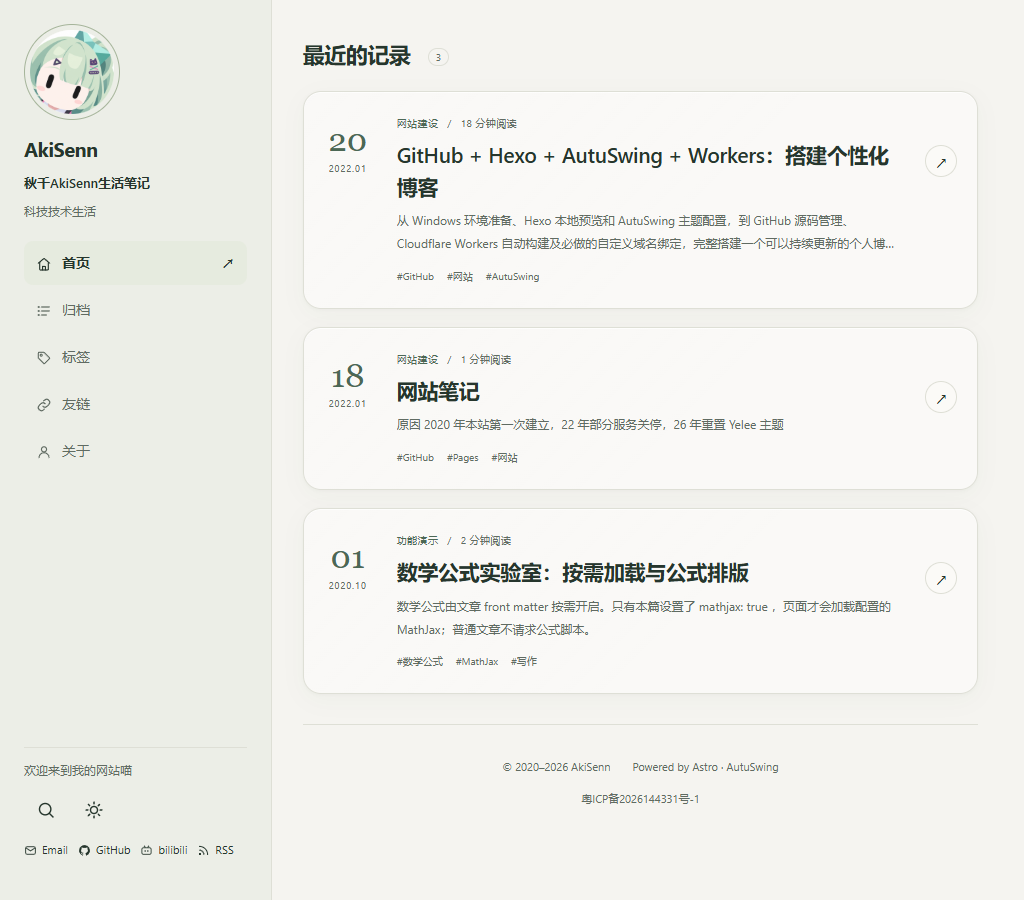 AkiSenn
秋千AkiSenn生活笔记
科技技术生活
首页
归档
标签
友链
关于
欢迎来到我的网站喵
Email GitHub bilibili RSS
最近的记录 3
20
2022.01
网站建设 / 18 分钟阅读
GitHub + Hexo + AutuSwing + Workers：搭建个性化
博客
从 Windows 环境准备、Hexo 本地预览和 AutuSwing 主题配置，到 GitHub 源码管理、
Cloudflare Workers 自动构建及必做的自定义域名绑定，完整搭建一个可以持续更新的个人博...
#GitHub #网站 #AutuSwing
18
2022.01
网站建设 / 1 分钟阅读
网站笔记
原因 2020 年本站第一次建立，22 年部分服务关停，26 年重置 Yelee 主题
#GitHub #Pages #网站
01
2020.10
功能演示 / 2 分钟阅读
数学公式实验室：按需加载与公式排版
数学公式由文章 front matter 按需开启。只有本篇设置了 mathjax: true ，页面才会加载配置的
MathJax；普通文章不请求公式脚本。
#数学公式 #MathJax #写作
© 2020–2026 AkiSenn Powered by Astro · AutuSwing
粤ICP备2026144331号-1